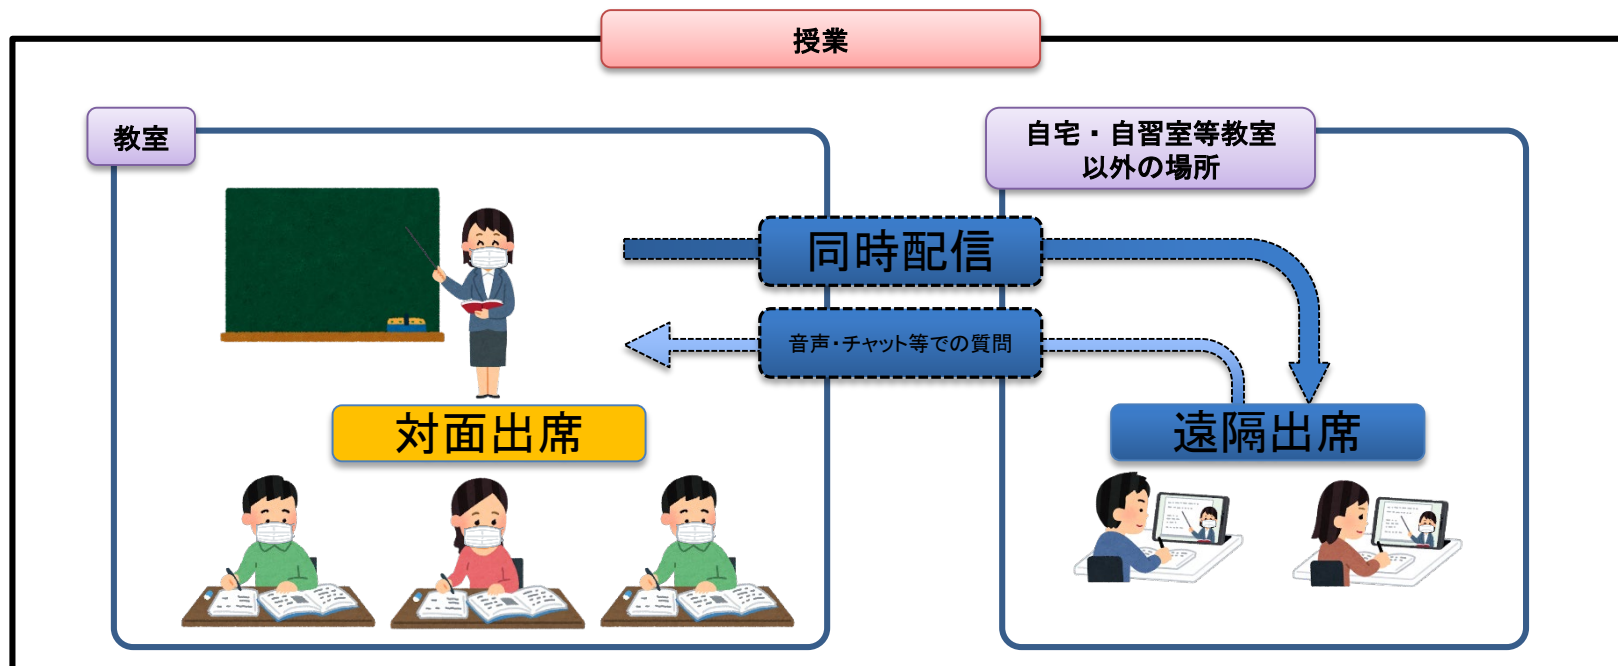 授業
教室
自宅・自習室等教室
以外の場所
同時配信
音声・チャット等での質問
対面出席
遠隔出席